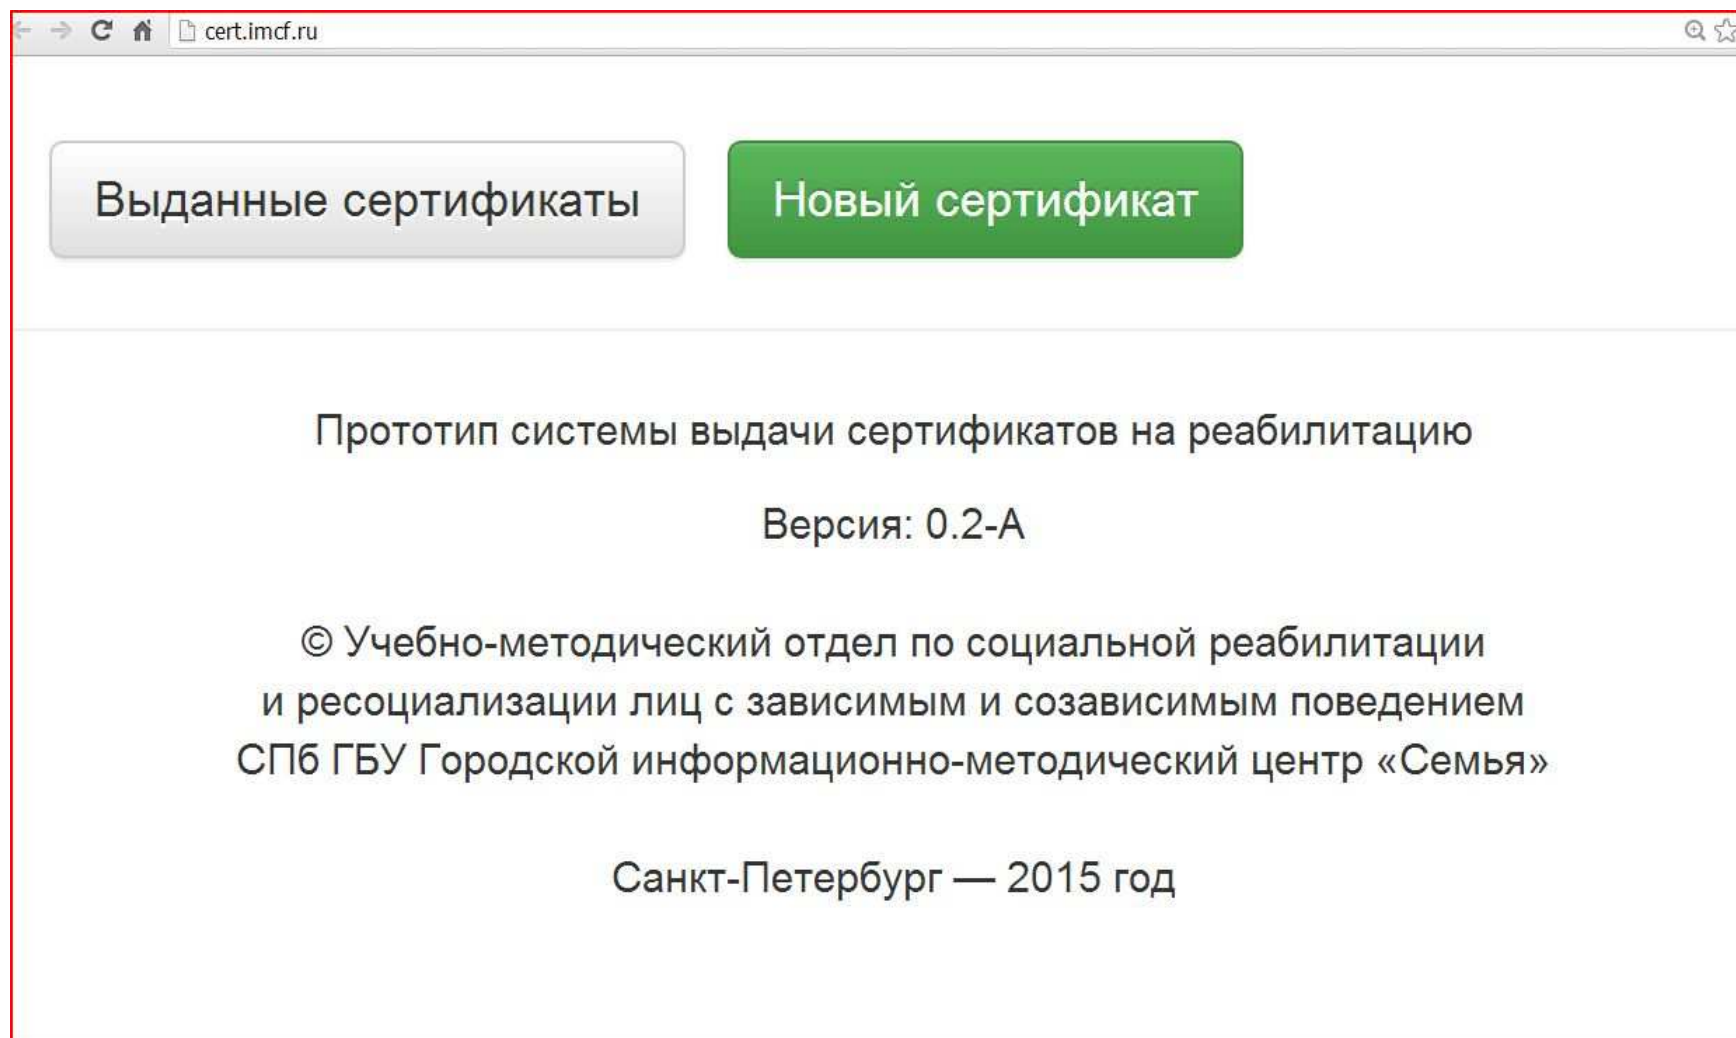 cert.imcf.ru
Выданные сертификаты
Новый сертификат
Прототип системы выдачи сертификатов на реабилитацию
Версия: 0.2-A
© Учебно-методический отдел по социальной реабилитации
и ресоциализации лиц с зависимым и созависимым поведением
СПб ГБУ Городской информационно-методический центр «Семья»
Санкт-Петербург — 2015 год